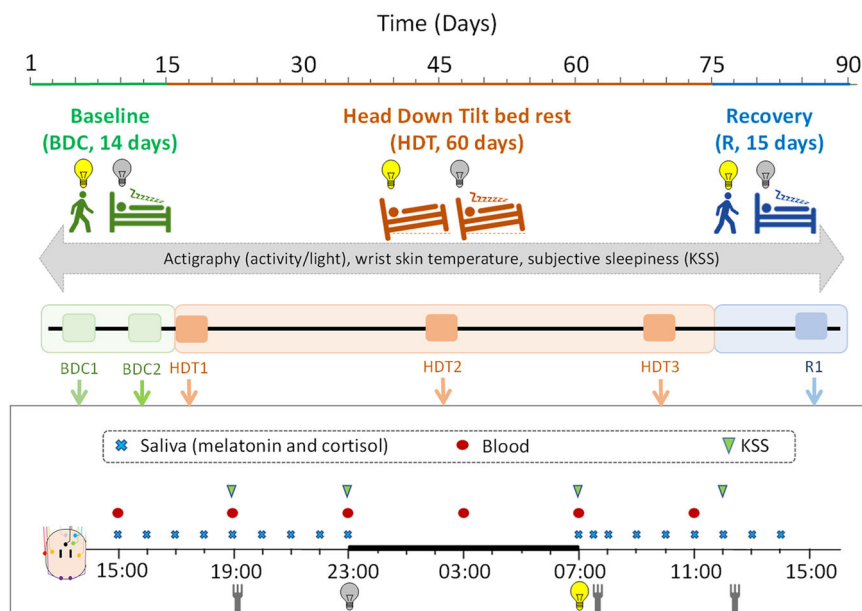 Time (Days)
1 15 30 45 60 75 90
Baseline
(BDC, 14 days)
Head Down Tilt bed rest
(HDT, 60 days)
Recovery
(R, 15 days)
Zzzzzzz
Zzzzzzz
Zzzzzzz
Actigraphy (activity/light), wrist skin temperature, subjective sleepiness (KSS)
BDC1 BDC2 HDT1 HDT2 HDT3 R1
Saliva (melatonin and cortisol) Blood KSS
15:00 19:00 23:00 03:00 07:00 11:00 15:00